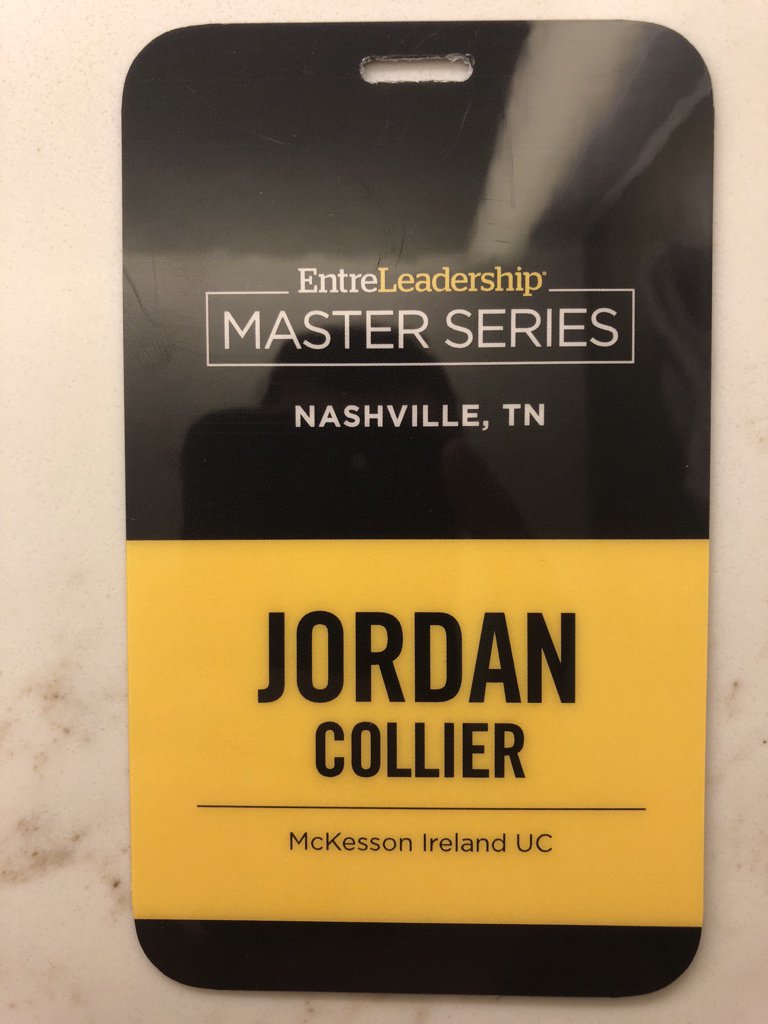 EntreLeadership®
MASTER SERIES
NASHVILLE, TN
JORDAN
COLLIER
McKesson Ireland UC